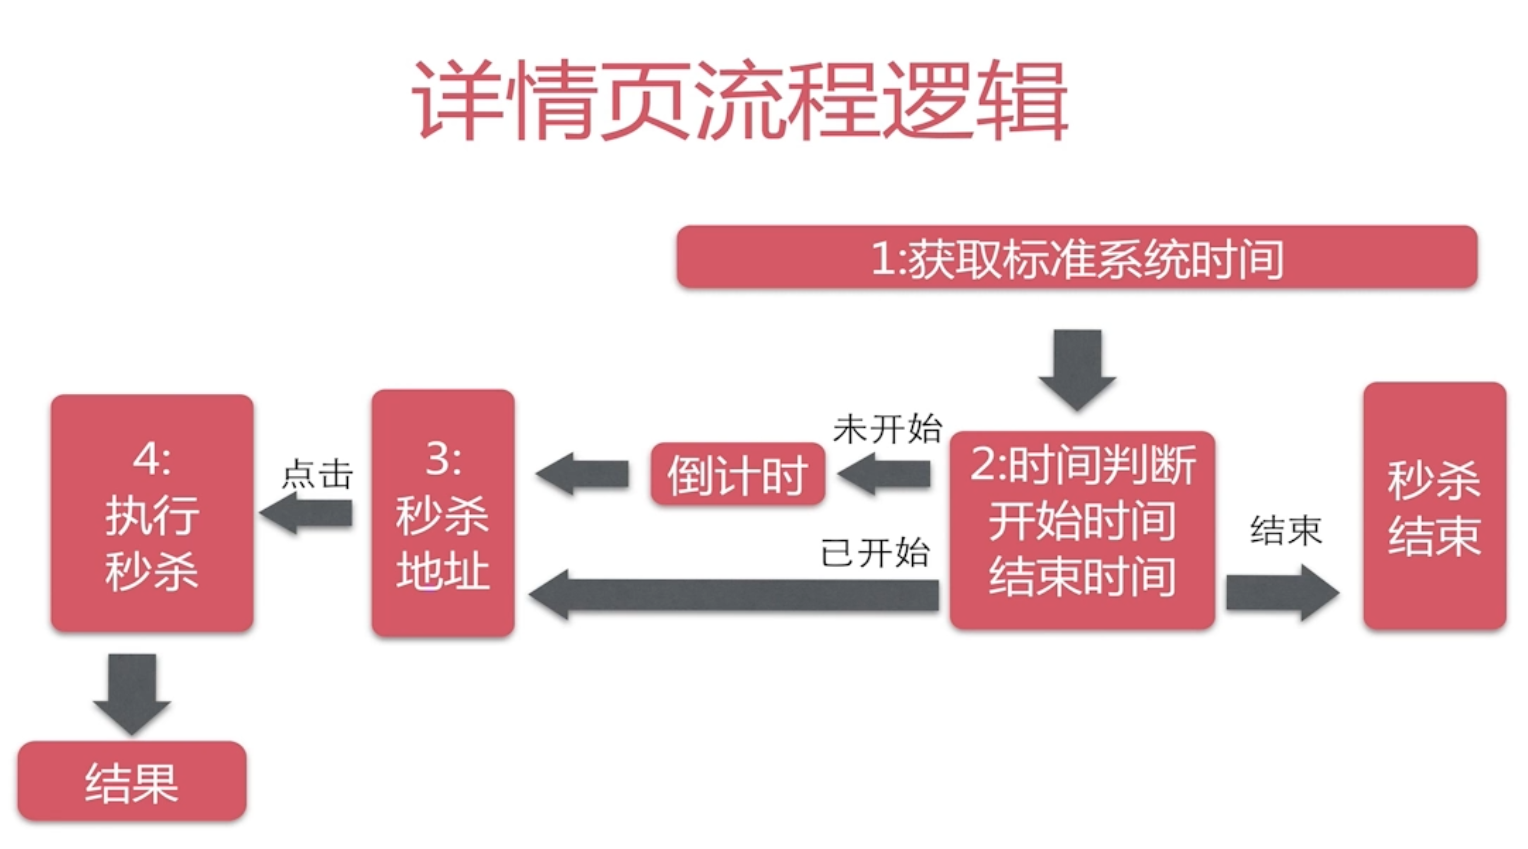 详情页流程逻辑
1:获取标准系统时间
4:
执行
秒杀
点击
3:
秒杀
地址
倒计时
未开始
已开始
2:时间判断
开始时间
结束时间
结束
秒杀
结束
结果